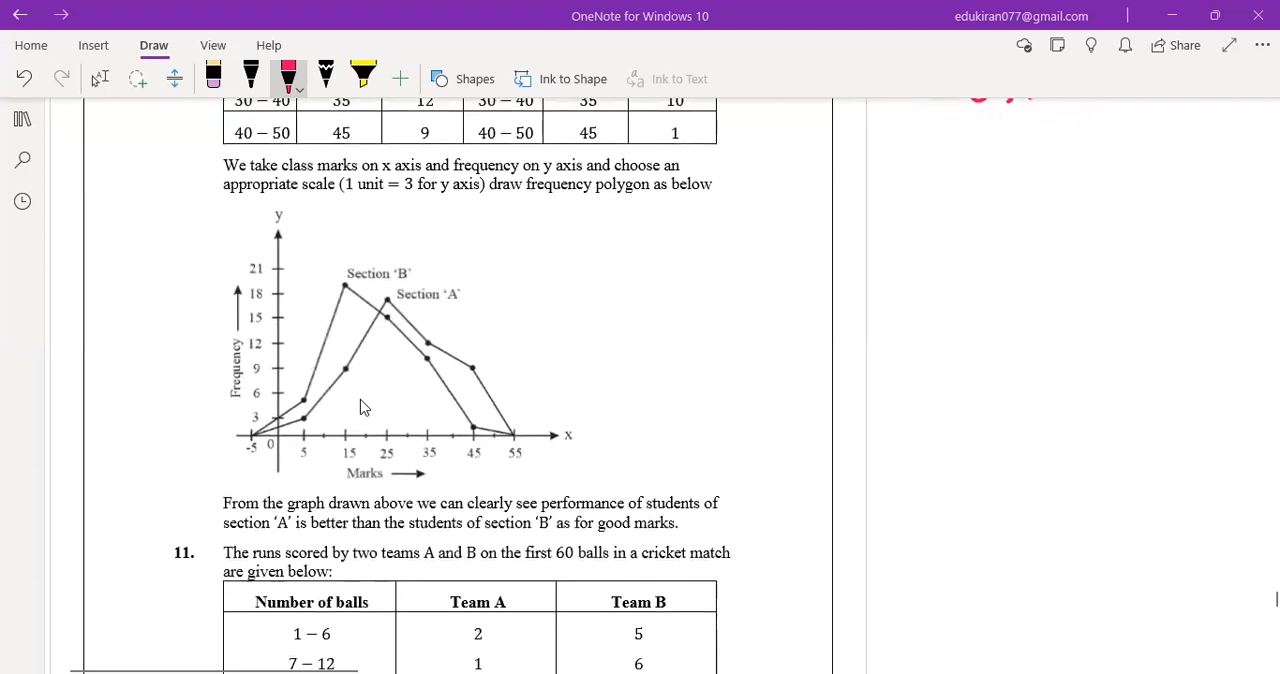 OneNote for Windows 10
edukiran077@gmail.com
Home Insert Draw View Help
Share
Shapes Ink to Shape Ink to Text
30 – 40 35 12 30 – 40 35 10
40 – 50 45 9 40 – 50 45 1
We take class marks on x axis and frequency on y axis and choose an
appropriate scale (1 unit = 3 for y axis) draw frequency polygon as below
y
21
Section ‘B’
18
Section ‘A’
15
12
9
6
3
Frequency
-5 0 5 15 25 35 45 55
x
Marks
From the graph drawn above we can clearly see performance of students of
section ‘A’ is better than the students of section ‘B’ as for good marks.
11. The runs scored by two teams A and B on the first 60 balls in a cricket match
are given below:
Number of balls Team A Team B
1 – 6 2 5
7 – 12 1 6